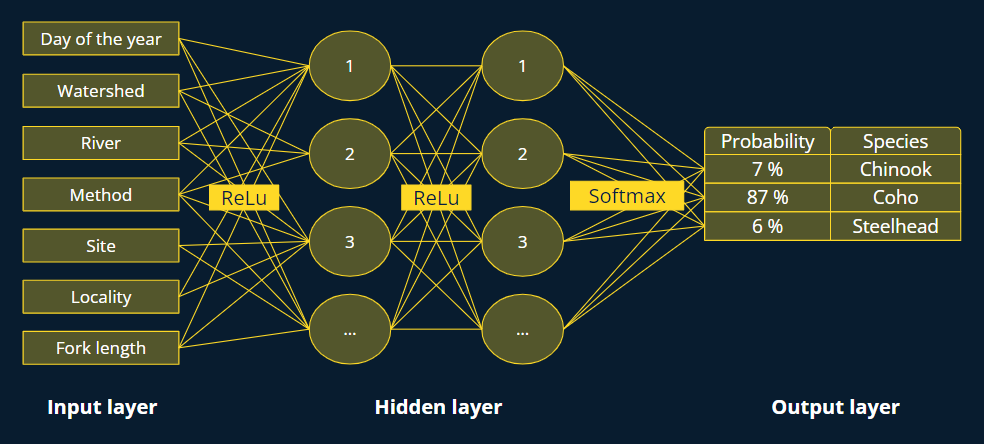 Day of the year
Watershed
River
Method
Site
Locality
Fork length
ReLu
1
2
3
...
ReLu
1
2
3
...
Softmax
Probability Species
7 % Chinook
87 % Coho
6 % Steelhead
Input layer
Hidden layer
Output layer